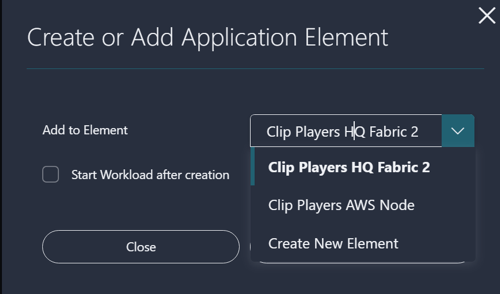 Create or Add Application Element
Add to Element
Clip Players HQ Fabric 2
Clip Players HQ Fabric 2
Start Workload after creation
Clip Players AWS Node
Create New Element
Close